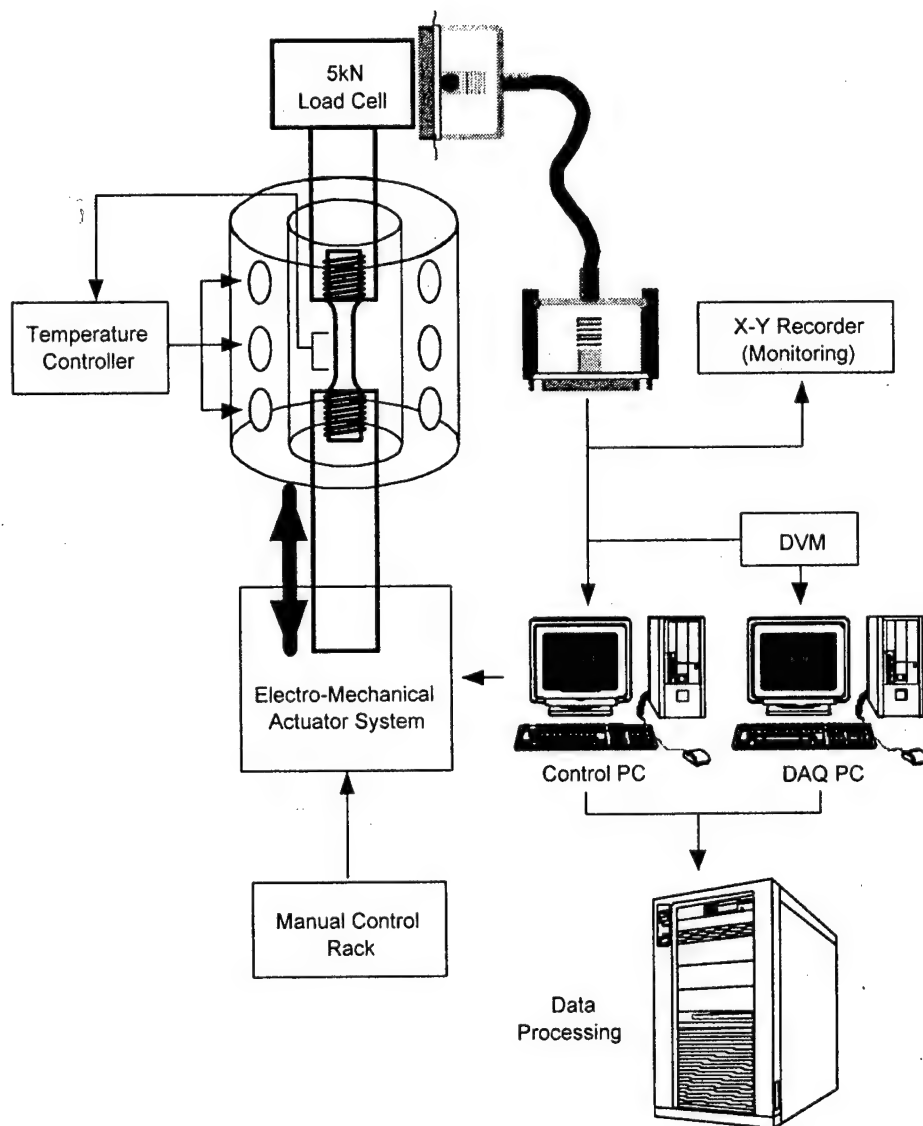 5kN
Load Cell
Temperature
Controller
X-Y Recorder
(Monitoring)
DVM
Electro-Mechanical
Actuator System
Control PC
DAQ PC
Manual Control
Rack
Data
Processing